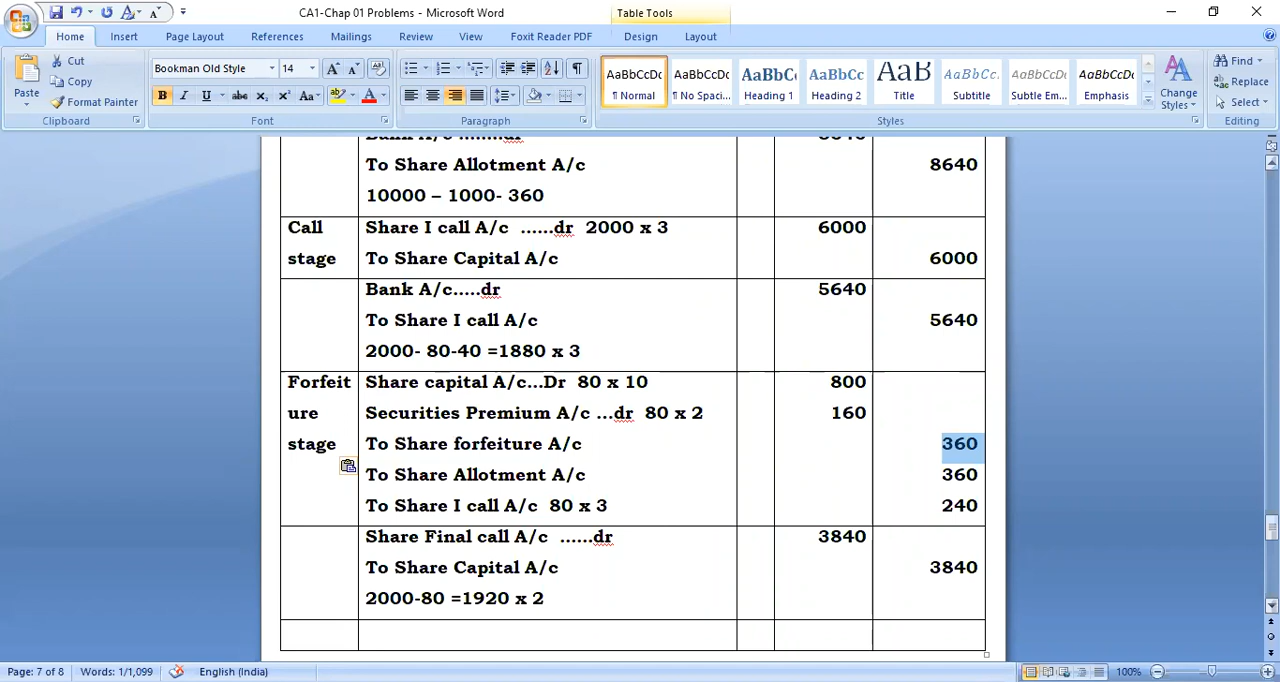 CA1-Chap 01 Problems - Microsoft Word
Table Tools
Home Insert Page Layout References Mailings Review View Foxit Reader PDF Design Layout
Paste
Cut
Copy
Format Painter
Clipboard
Bookman Old Style 14
B I U abc x₂ x² Aa
Font
Paragraph
AaBbCcDc AaBbCcDc AaBbC AaBbCc AaB AaBbCc. AaBbCcDc AaBbCcDc
¶ Normal ¶ No Spaci... Heading 1 Heading 2 Title Subtitle Subtle Em... Emphasis
Change Styles
Styles
Find
Replace
Select
Editing
To Share Allotment A/c 8640
10000 – 1000- 360
Call Share I call A/c ......dr 2000 x 3 6000
stage To Share Capital A/c 6000
Bank A/c.....dr 5640
To Share I call A/c 5640
2000- 80-40 =1880 x 3
Forfeit Share capital A/c...Dr 80 x 10 800
ure Securities Premium A/c ...dr 80 x 2 160
stage To Share forfeiture A/c 360
To Share Allotment A/c 360
To Share I call A/c 80 x 3 240
Share Final call A/c ......dr 3840
To Share Capital A/c 3840
2000-80 =1920 x 2
Page: 7 of 8 Words: 1/1,099 English (India) 100%